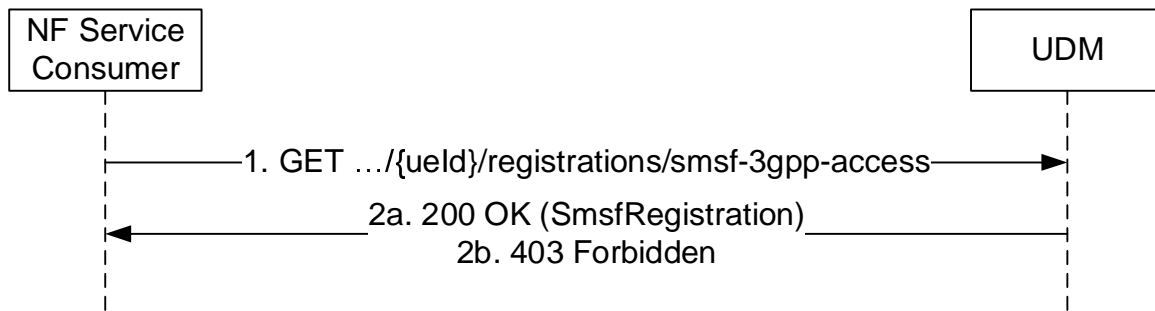 NF Service
Consumer
UDM
1. GET …/{ueId}/registrations/smsf-3gpp-access
2a. 200 OK (SmsfRegistration)
2b. 403 Forbidden